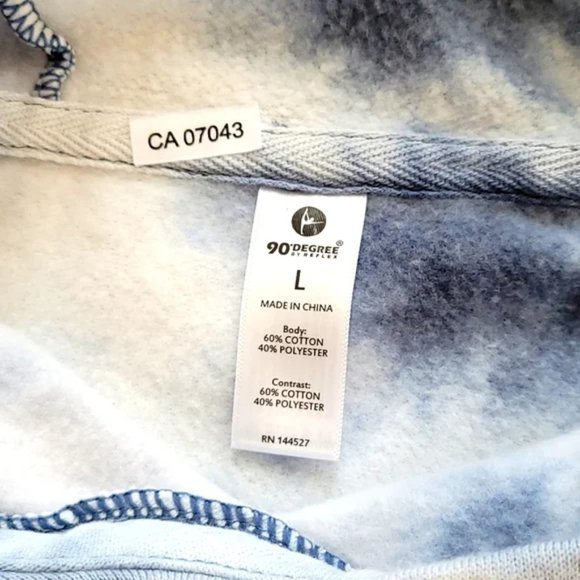 CA 07043
90°DEGREE®
BY REFLEX
L
MADE IN CHINA
Body:
60% COTTON
40% POLYESTER
Contrast:
60% COTTON
40% POLYESTER
RN 144527